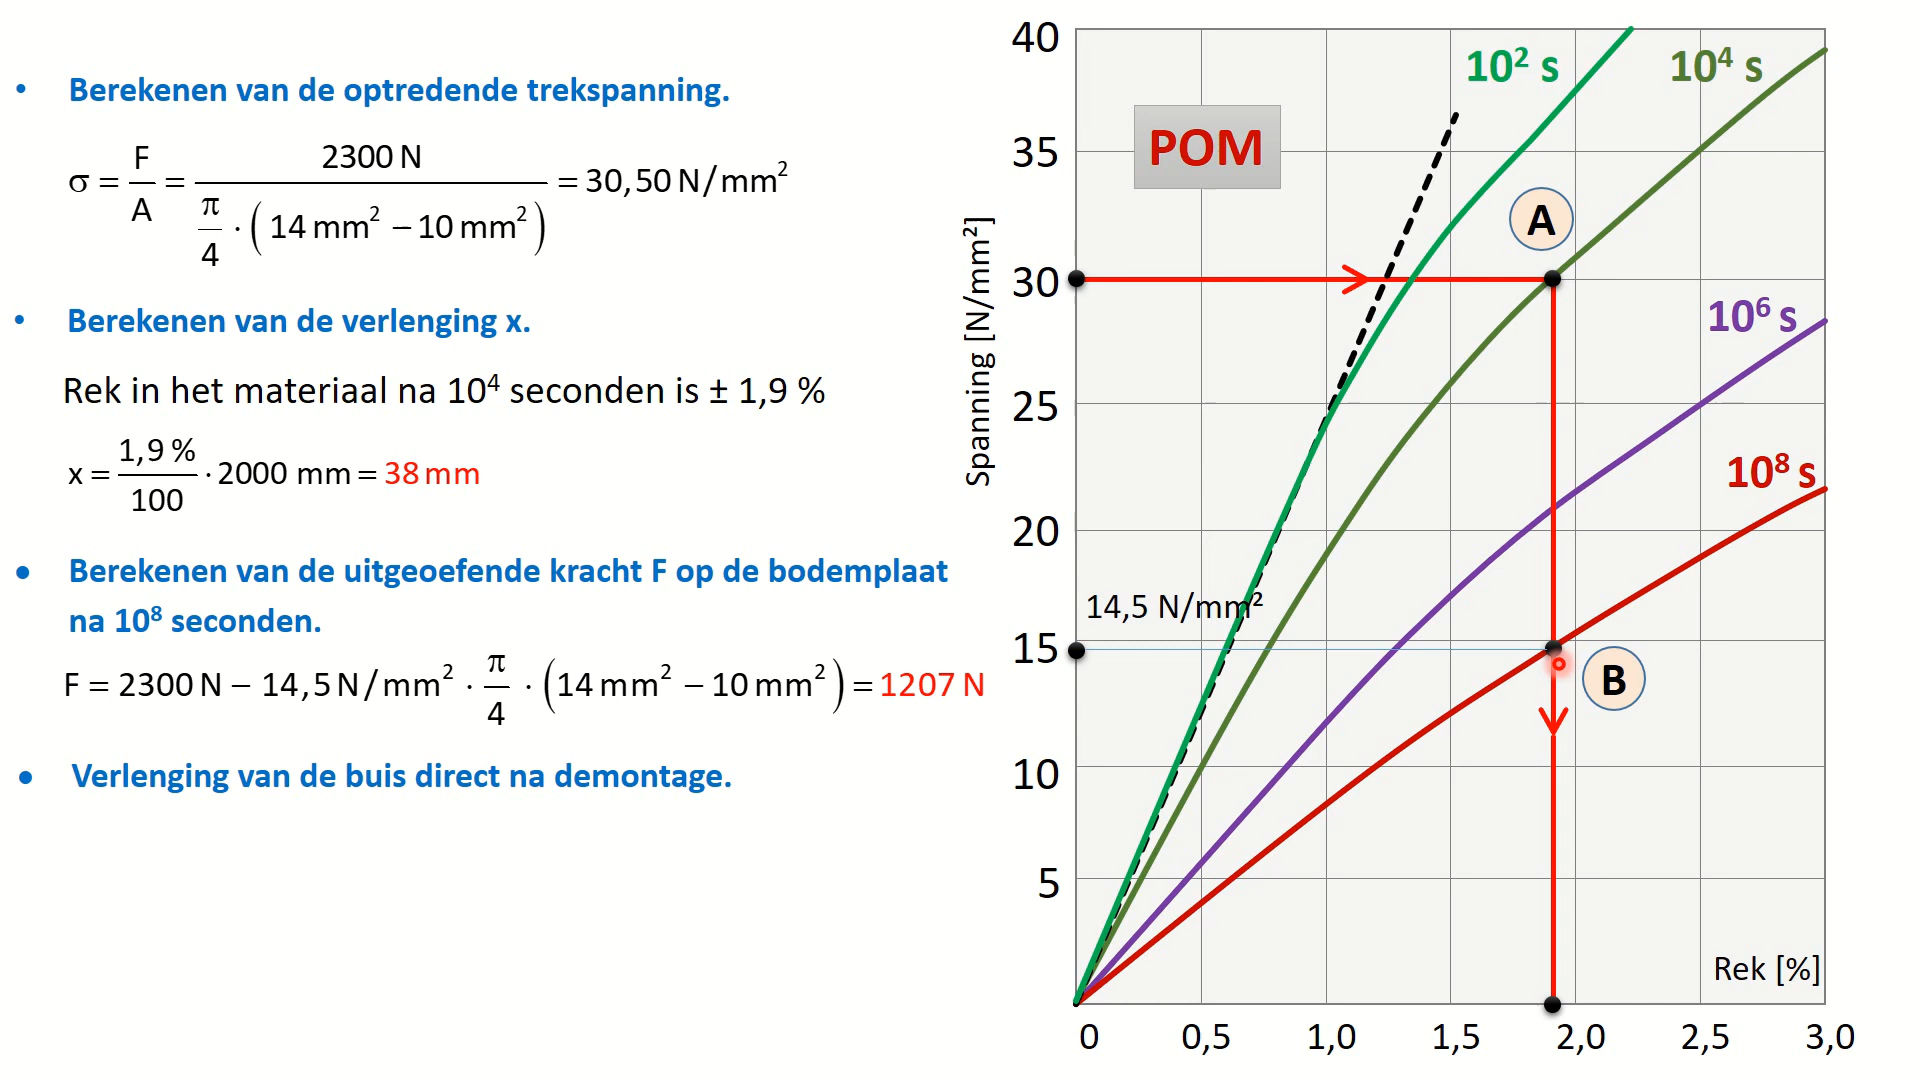 • Berekenen van de optredende trekspanning.
σ = F/A = 2300 N / (π/4 · (14 mm² − 10 mm²)) = 30,50 N/mm²
• Berekenen van de verlenging x.
Rek in het materiaal na 10⁴ seconden is ± 1,9 %
x = 1,9 %/100 · 2000 mm = 38 mm
• Berekenen van de uitgeoefende kracht F op de bodemplaat
na 10⁸ seconden.
F = 2300 N − 14,5 N/mm² · π/4 · (14 mm² − 10 mm²) = 1207 N
• Verlenging van de buis direct na demontage.
Spanning [N/mm²]
40
35
30
25
20
15
10
5
POM
10² s
10⁴ s
A
10⁶ s
10⁸ s
14,5 N/mm²
B
Rek [%]
0 0,5 1,0 1,5 2,0 2,5 3,0